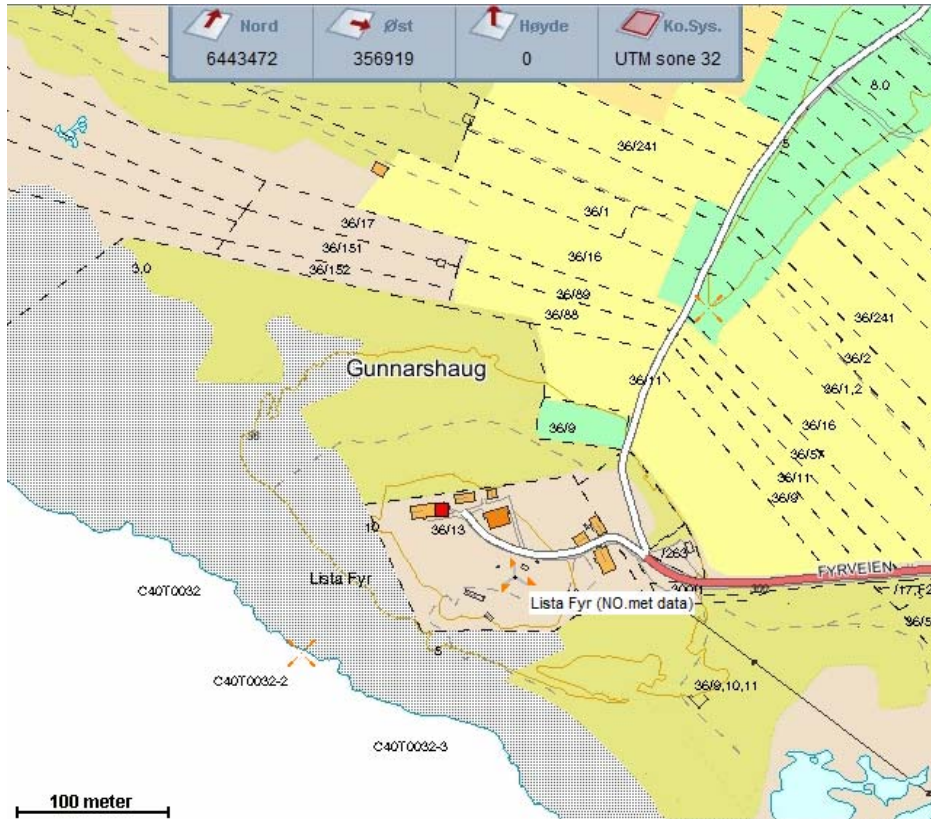 Nord Øst Høyde Ko.Sys.
6443472 356919 0 UTM sone 32
8.0
5
36/241
36/1
36/17
36/151
36/16
36/152
3,0
36/89
36/88
36/241
36/2
Gunnarshaug
36/11
36/1,2
36/9
36/16
36/11
36/9
10
36/13
/263
FYRVEIEN
Lista Fyr
C40T0032
Lista Fyr (NO.met data)
36/5
5
C40T0032-2
36/9,10,11
C40T0032-3
100 meter